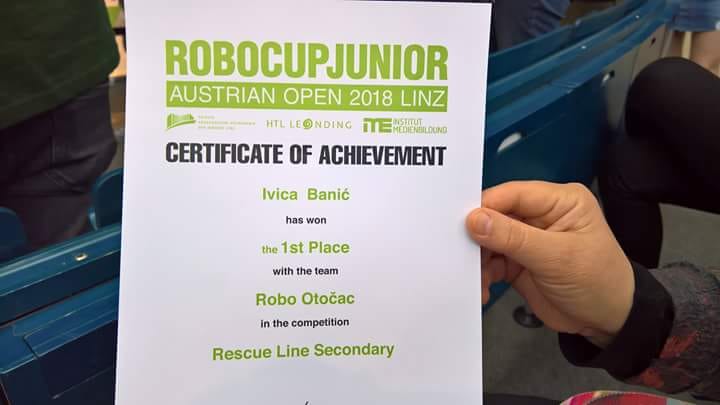 ROBOCUPJUNIOR
AUSTRIAN OPEN 2018 LINZ
HTL LEONDING
INSTITUT
MEDIENBILDUNG
CERTIFICATE OF ACHIEVEMENT
Ivica Banić
has won
the 1st Place
with the team
Robo Otočac
in the competition
Rescue Line Secondary